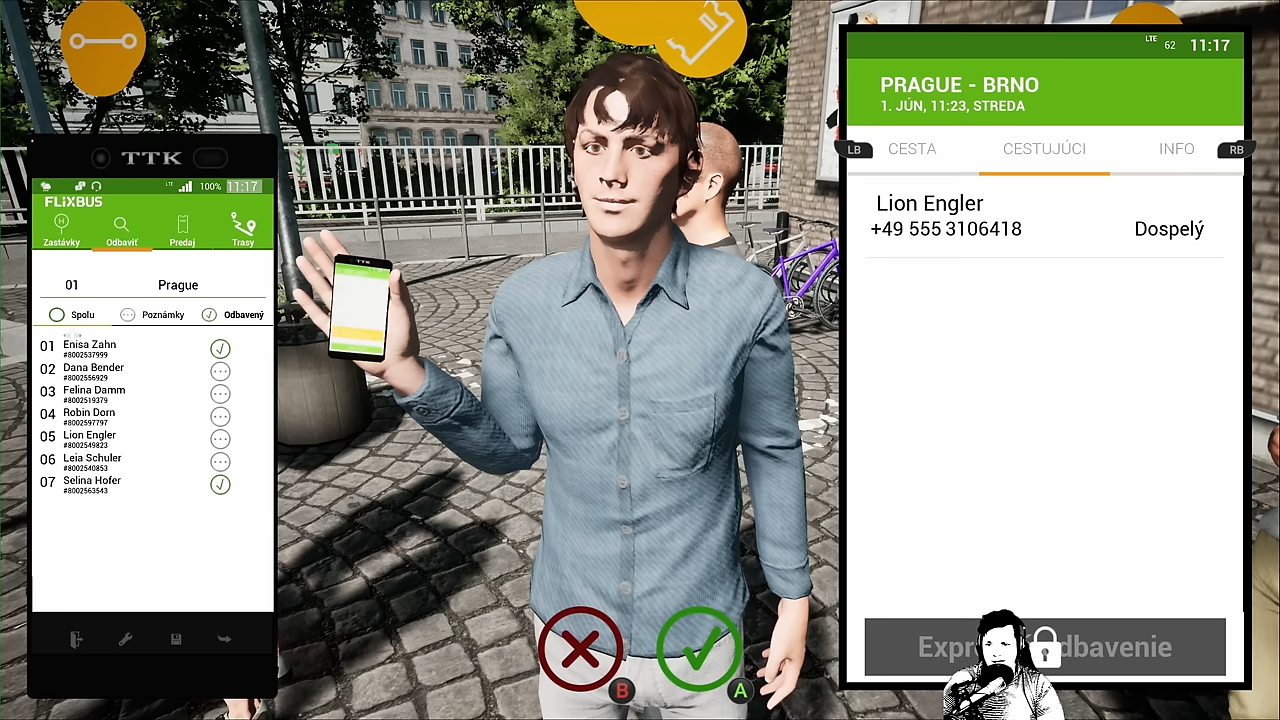 TTK
LTE 100% 11:17
FLiXBUS
Zastávky Odbaviť Predaj Trasy
01 Prague
Spolu Poznámky Odbavený
01 Enisa Zahn
#8002537999
02 Dana Bender
#8002556929
03 Felina Damm
#8002519379
04 Robin Dorn
#8002597797
05 Lion Engler
#8002549823
06 Leia Schuler
#8002540853
07 Selina Hofer
#8002563543
TTK
B A
LTE 62 11:17
PRAGUE - BRNO
1. JÚN, 11:23, STREDA
LB CESTA CESTUJÚCI INFO RB
Lion Engler
+49 555 3106418 Dospelý